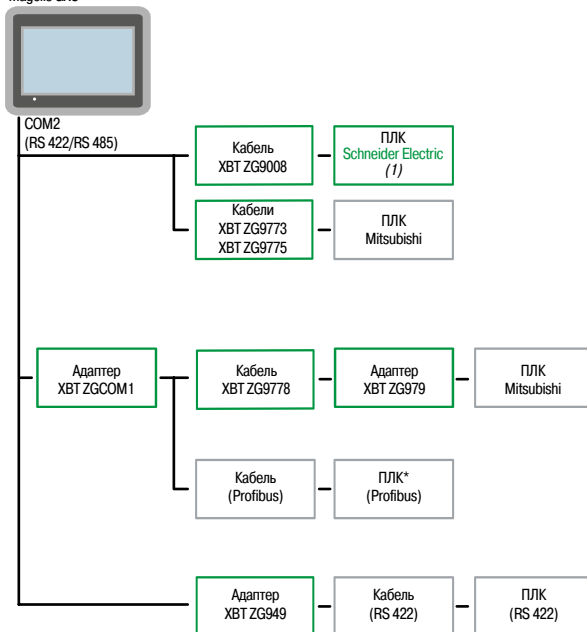 COM2
(RS 422/RS 485)
Кабель
XBT ZG9008
ПЛК
Schneider Electric
(1)
Кабели
XBT ZG9773
XBT ZG9775
ПЛК
Mitsubishi
Адаптер
XBT ZGCOM1
Кабель
XBT ZG9778
Адаптер
XBT ZG979
ПЛК
Mitsubishi
Кабель
(Profibus)
ПЛК*
(Profibus)
Адаптер
XBT ZG949
Кабель
(RS 422)
ПЛК
(RS 422)